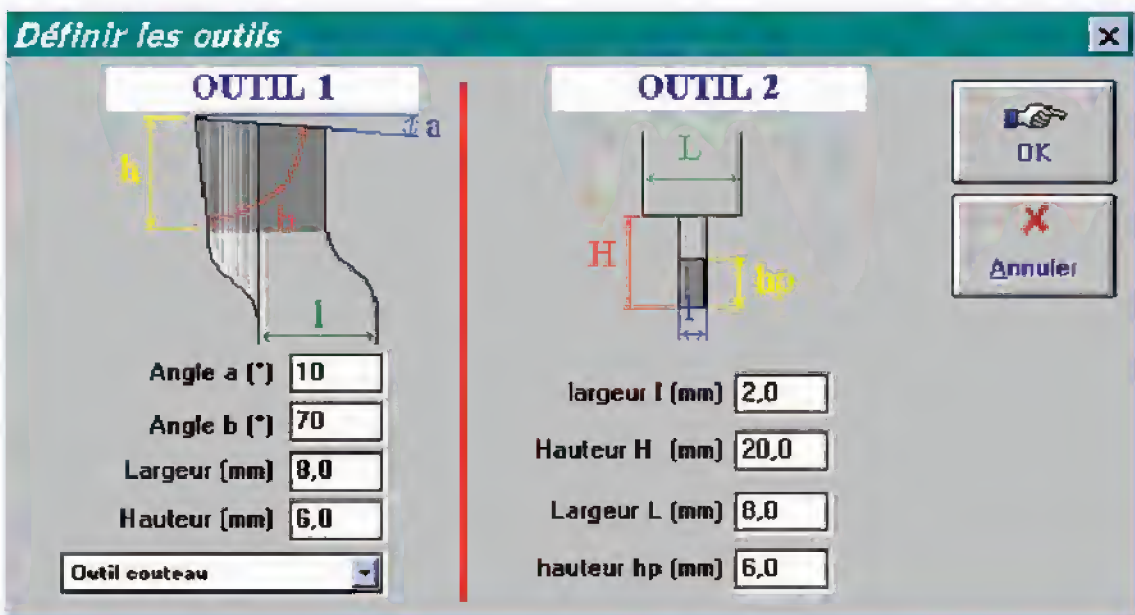 Définir les outils
OUTIL 1
a
h
b
l
Angle a (°) 10
Angle b (°) 70
Largeur (mm) 8,0
Hauteur (mm) 6,0
Outil couteau
OUTIL 2
L
H
hp
l
largeur l (mm) 2,0
Hauteur H (mm) 20,0
Largeur L (mm) 8,0
hauteur hp (mm) 6,0
OK
Annuler